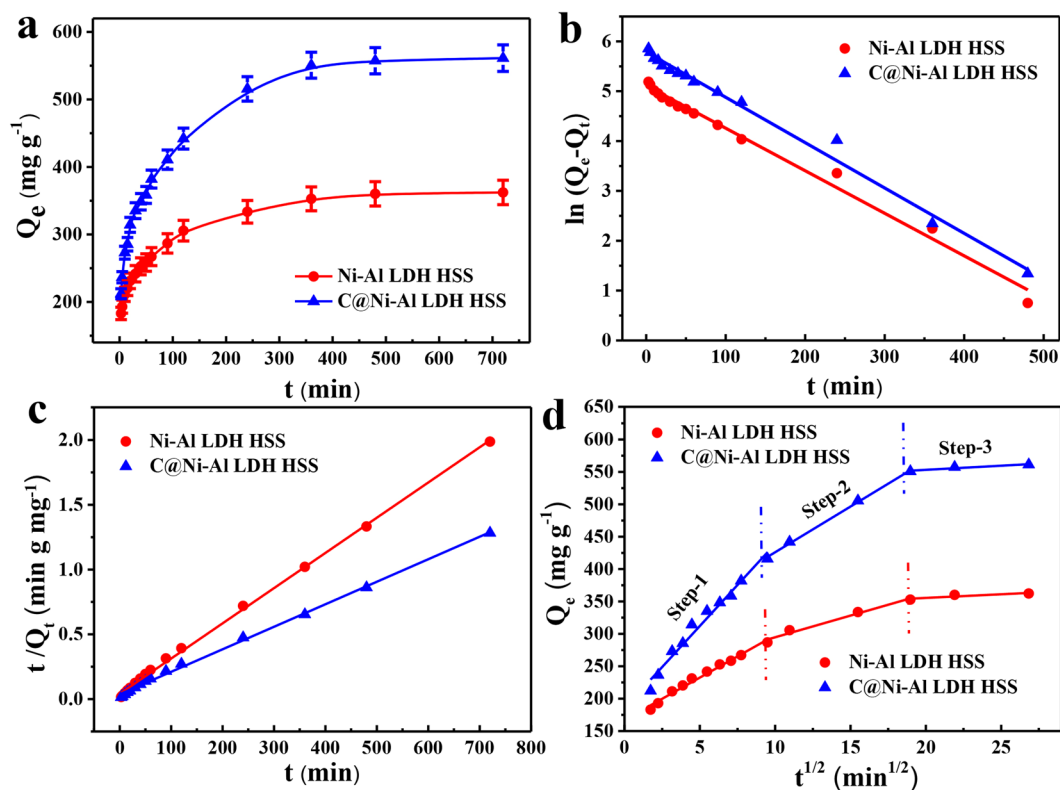 a
Qe (mg g⁻¹)
600
500
400
300
200
0 100 200 300 400 500 600 700
t (min)
Ni-Al LDH HSS
C@Ni-Al LDH HSS
b
ln (Qe-Qt)
6
5
4
3
2
1
0
0 100 200 300 400 500
t (min)
Ni-Al LDH HSS
C@Ni-Al LDH HSS
c
t /Qt (min g mg⁻¹)
2.0
1.5
1.0
0.5
0.0
0 100 200 300 400 500 600 700 800
t (min)
Ni-Al LDH HSS
C@Ni-Al LDH HSS
d
Qe (mg g⁻¹)
650
600
550
500
450
400
350
300
250
200
150
0 5 10 15 20 25 30
t¹/² (min¹/²)
Ni-Al LDH HSS
C@Ni-Al LDH HSS
Step-1
Step-2
Step-3
Ni-Al LDH HSS
C@Ni-Al LDH HSS